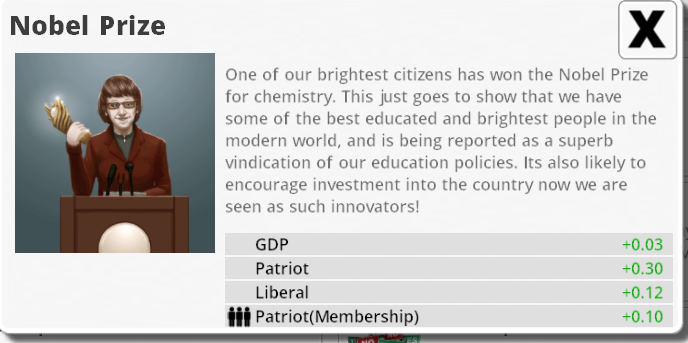 Nobel Prize
X
One of our brightest citizens has won the Nobel Prize
for chemistry. This just goes to show that we have
some of the best educated and brightest people in the
modern world, and is being reported as a superb
vindication of our education policies. Its also likely to
encourage investment into the country now we are
seen as such innovators!
GDP +0.03
Patriot +0.30
Liberal +0.12
Patriot(Membership) +0.10
NO